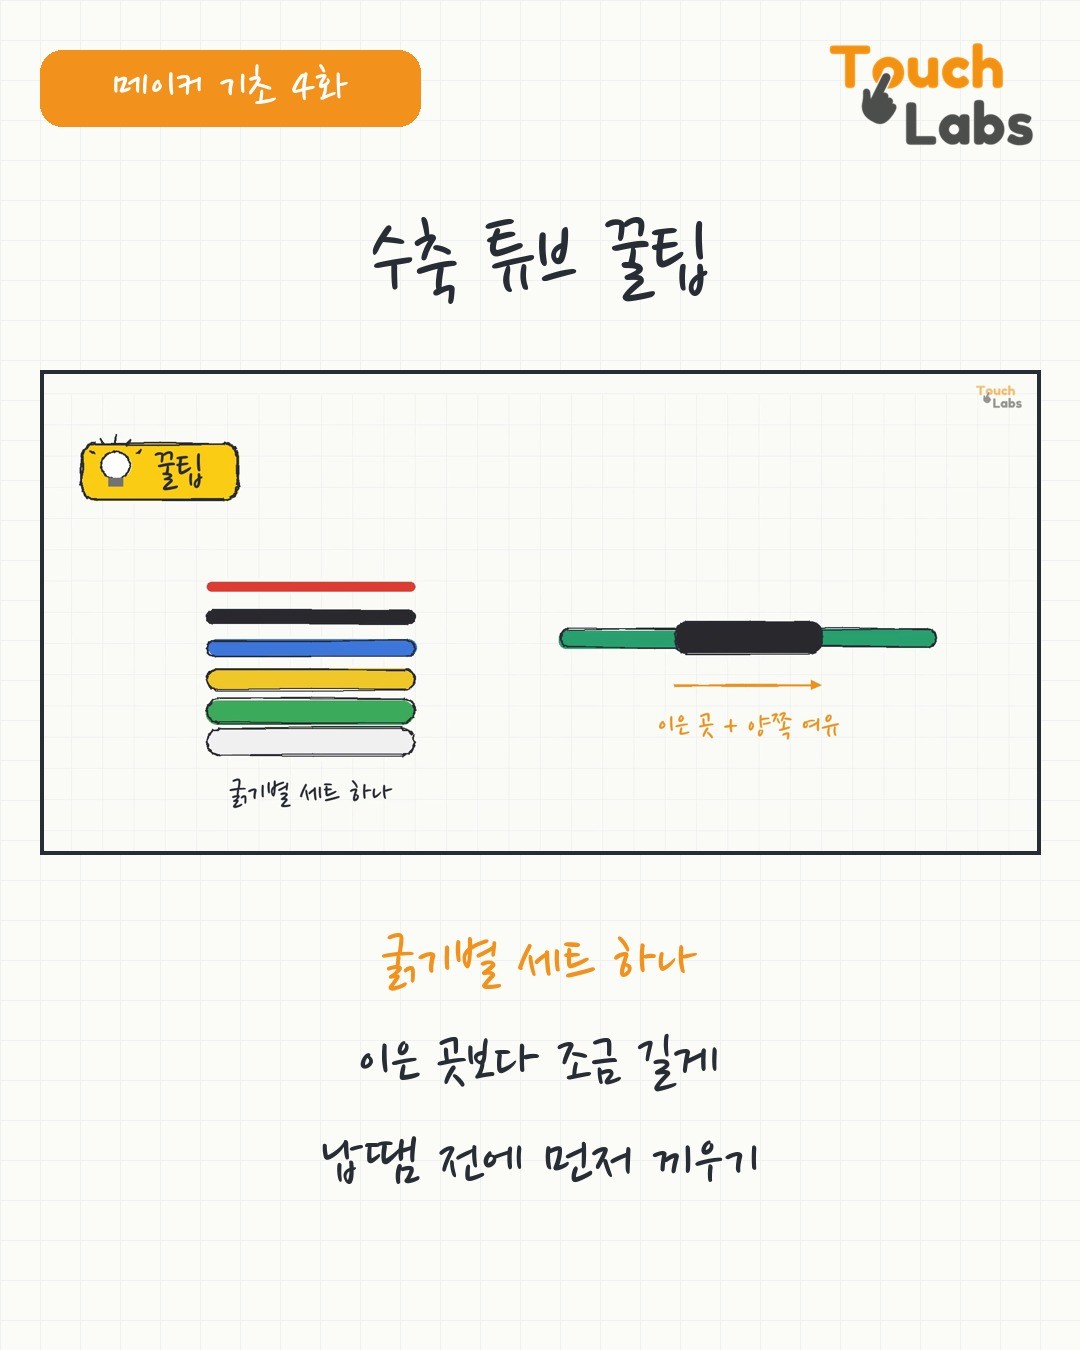 메이커 기초 4화
Touch
Labs
수축 튜브 꿀팁
Touch
Labs
꿀팁
이은 곳 + 양쪽 여유
굵기별 세트 하나
굵기별 세트 하나
이은 곳보다 조금 길게
납땜 전에 먼저 끼우기